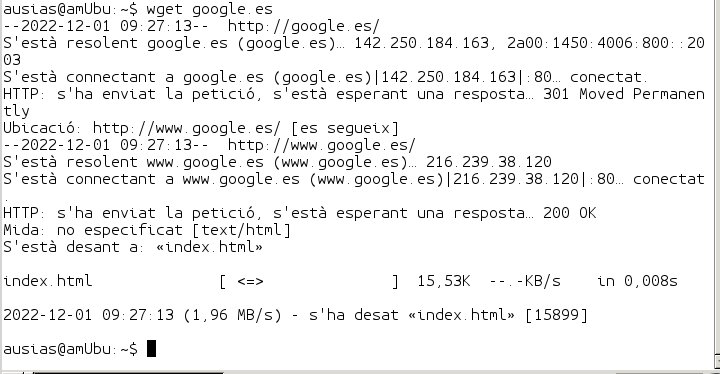 ausias@amUbu:~$ wget google.es
--2022-12-01 09:27:13--  http://google.es/
S'està resolent google.es (google.es)… 142.250.184.163, 2a00:1450:4006:800::20
03
S'està connectant a google.es (google.es)|142.250.184.163|:80… conectat.
HTTP: s'ha enviat la petició, s'està esperant una resposta… 301 Moved Permanen
tly
Ubicació: http://www.google.es/ [es segueix]
--2022-12-01 09:27:13--  http://www.google.es/
S'està resolent www.google.es (www.google.es)… 216.239.38.120
S'està connectant a www.google.es (www.google.es)|216.239.38.120|:80… conectat
.
HTTP: s'ha enviat la petició, s'està esperant una resposta… 200 OK
Mida: no especificat [text/html]
S'està desant a: «index.html»
index.html              [ <=>              ]  15,53K  --.-KB/s    in 0,008s
2022-12-01 09:27:13 (1,96 MB/s) - s'ha desat «index.html» [15899]
ausias@amUbu:~$